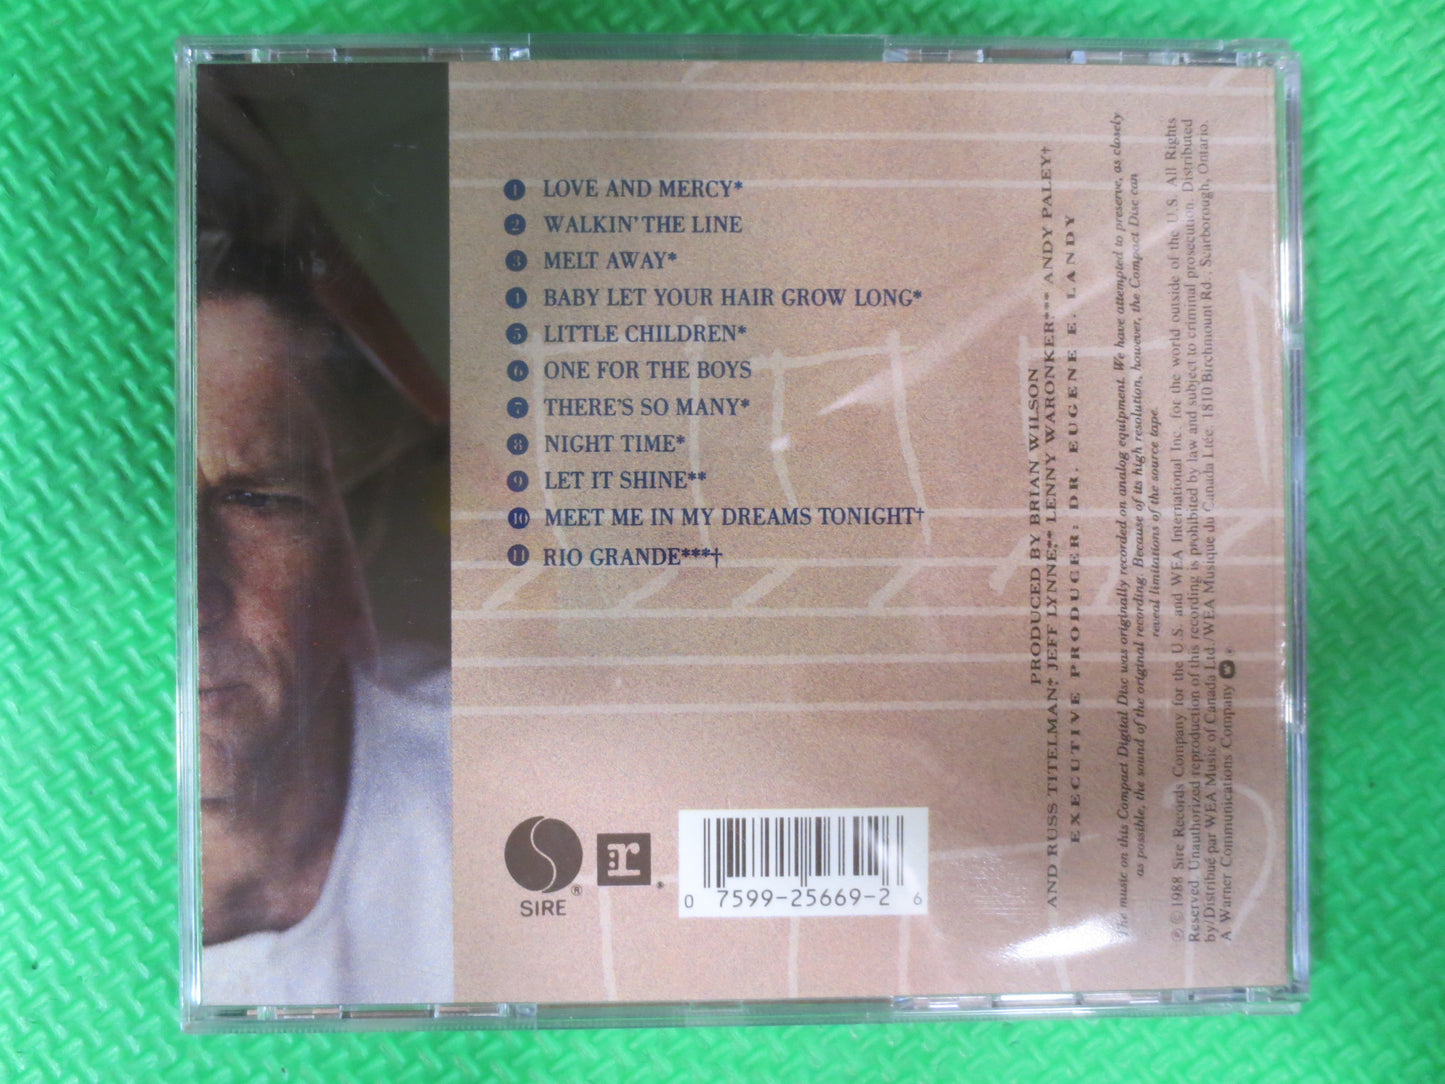 1 LOVE AND MERCY*
2 WALKIN' THE LINE
3 MELT AWAY*
4 BABY LET YOUR HAIR GROW LONG*
5 LITTLE CHILDREN*
6 ONE FOR THE BOYS
7 THERE'S SO MANY*
8 NIGHT TIME*
9 LET IT SHINE**
10 MEET ME IN MY DREAMS TONIGHT†
11 RIO GRANDE***†
SIRE ®
r ®
0 7599-25669-2 6
PRODUCED BY BRIAN WILSON
AND RUSS TITELMAN* JEFF LYNNE** LENNY WARONKER*** ANDY PALEY†
EXECUTIVE PRODUCER: DR. EUGENE E. LANDY
The music on this Compact Digital Disc was originally recorded on analog equipment. We have attempted to preserve, as closely
as possible, the sound of the original recording. Because of its high resolution, however, the Compact Disc can
reveal limitations of the source tape.
℗ © 1988 Sire Records Company for the U.S. and WEA International Inc. for the world outside of the U.S. All Rights
Reserved. Unauthorized reproduction of this recording is prohibited by law and subject to criminal prosecution. Distributed
by/Distribué par WEA Music of Canada Ltd./WEA Musique du Canada Ltée. 1810 Birchmount Rd., Scarborough, Ontario.
A Warner Communications Company ®